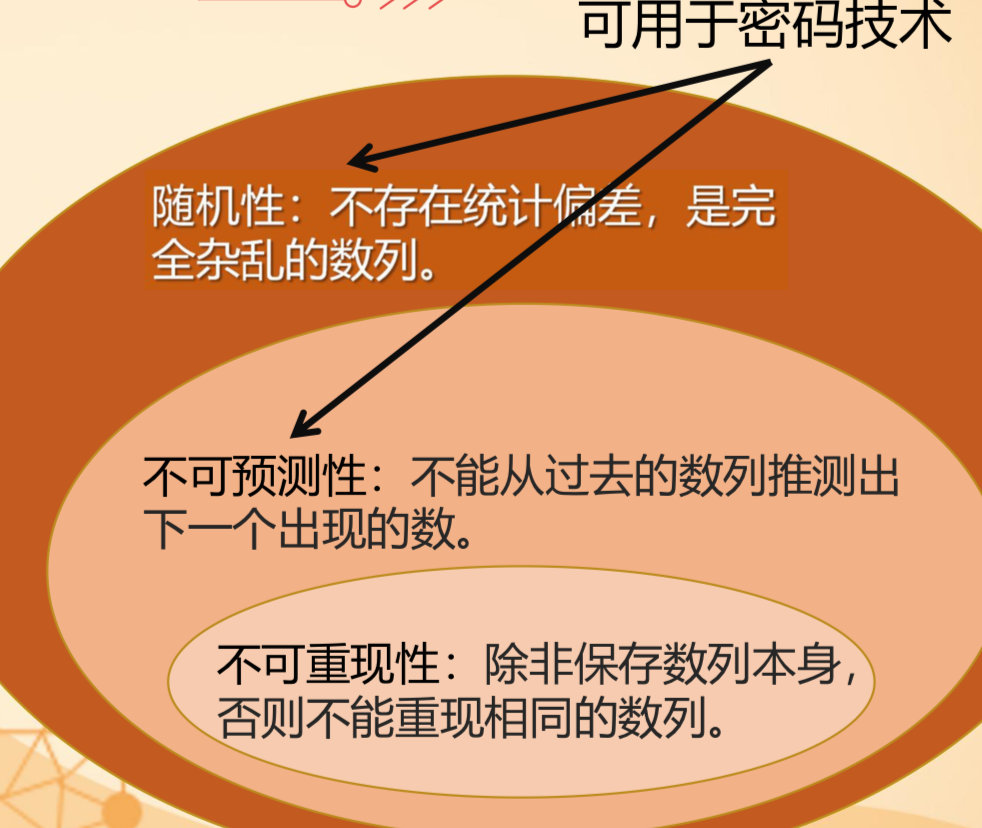 可用于密码技术
随机性：不存在统计偏差，是完
全杂乱的数列。
不可预测性：不能从过去的数列推测出
下一个出现的数。
不可重现性：除非保存数列本身，
否则不能重现相同的数列。